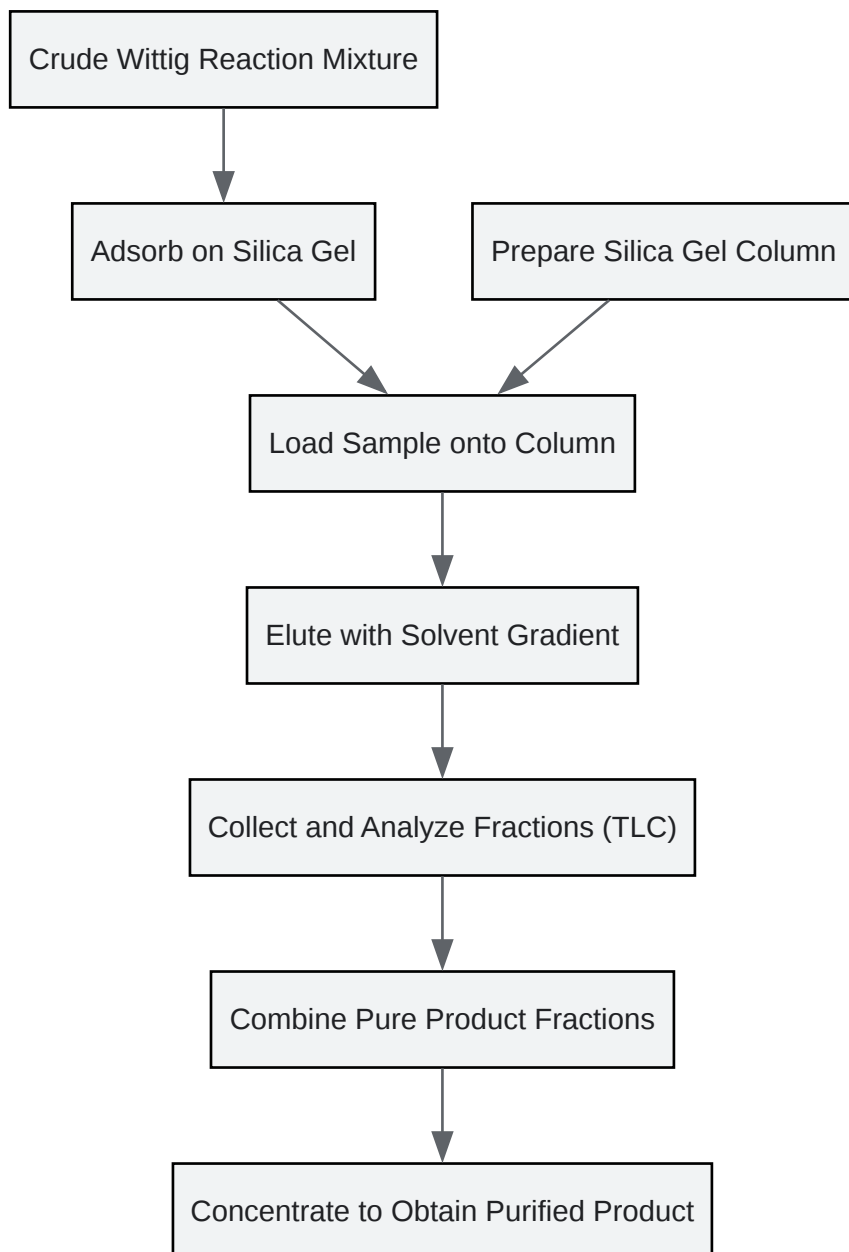 Crude Wittig Reaction Mixture
Adsorb on Silica Gel
Prepare Silica Gel Column
Load Sample onto Column
Elute with Solvent Gradient
Collect and Analyze Fractions (TLC)
Combine Pure Product Fractions
Concentrate to Obtain Purified Product